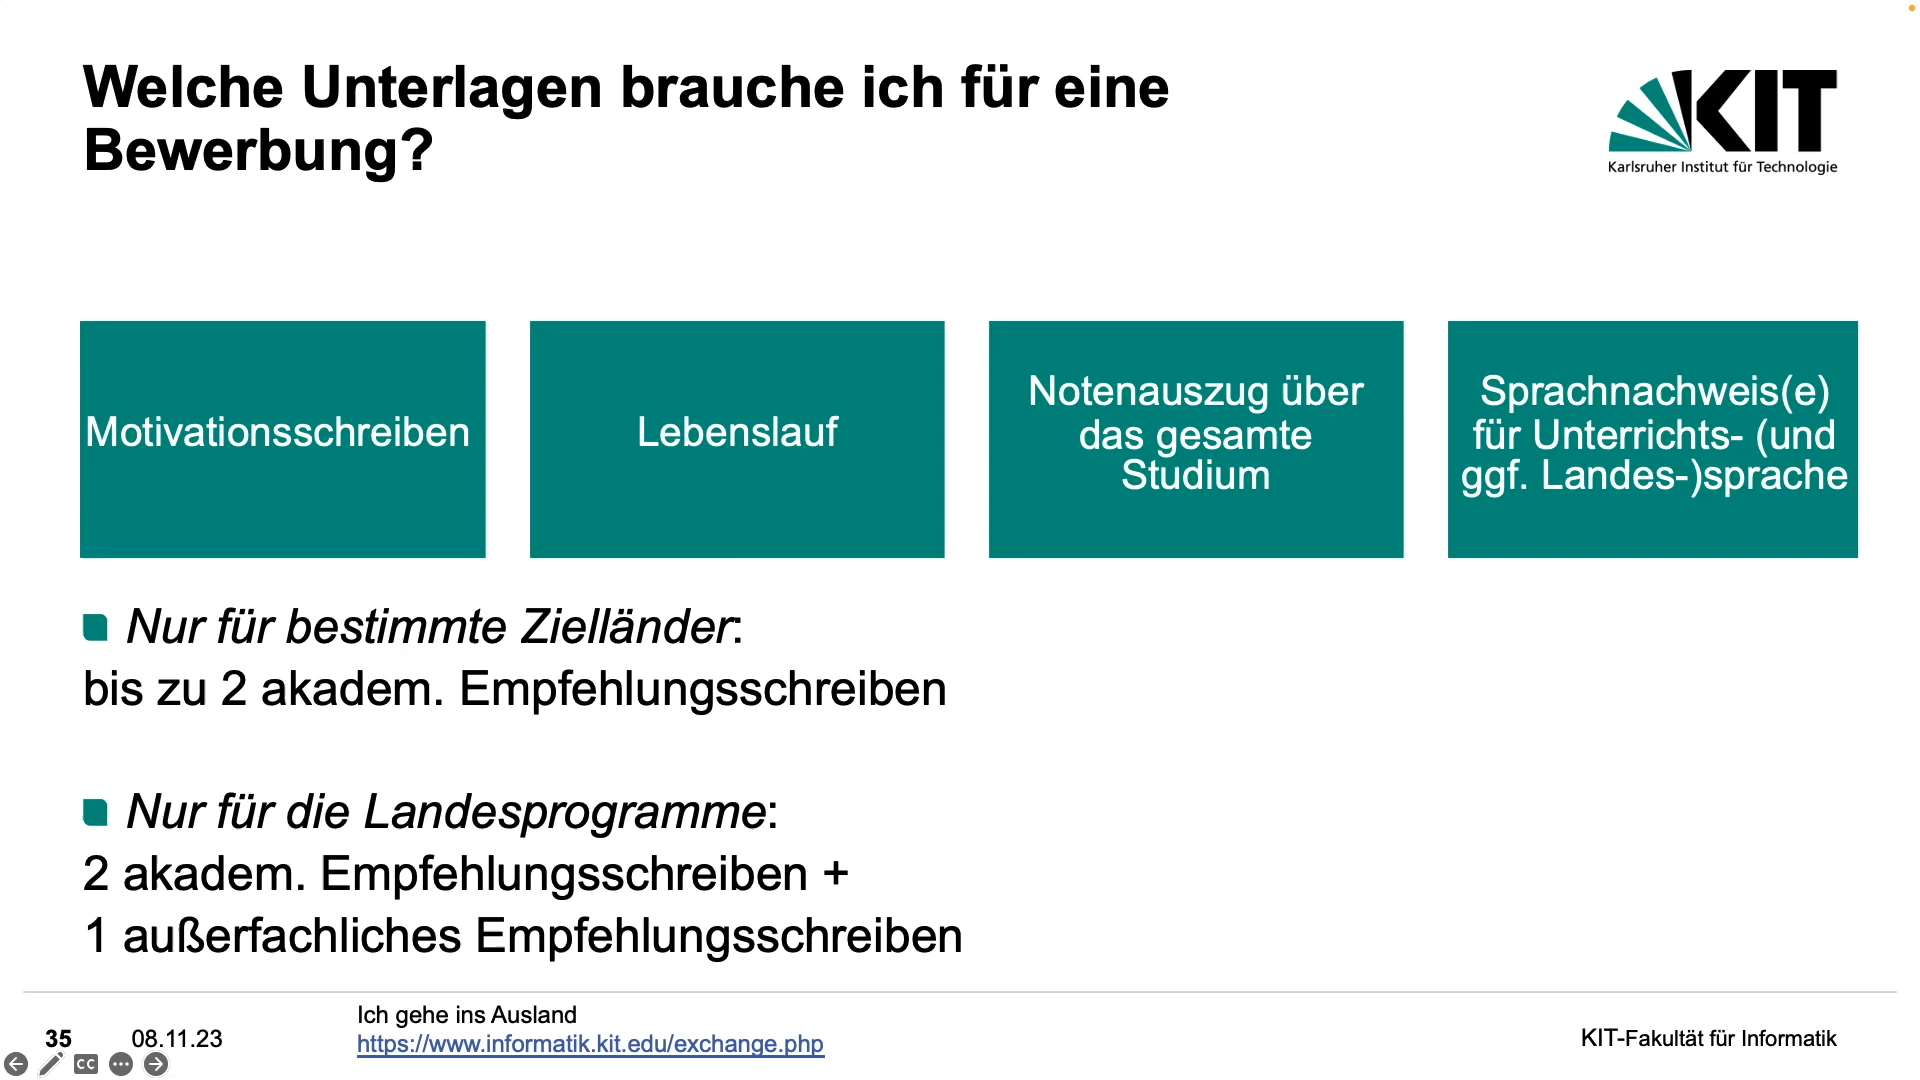 Welche Unterlagen brauche ich für eine
Bewerbung?
KIT
Karlsruher Institut für Technologie
Motivationsschreiben
Lebenslauf
Notenauszug über
das gesamte
Studium
Sprachnachweis(e)
für Unterrichts- (und
ggf. Landes-)sprache
Nur für bestimmte Zielländer:
bis zu 2 akadem. Empfehlungsschreiben
Nur für die Landesprogramme:
2 akadem. Empfehlungsschreiben +
1 außerfachliches Empfehlungsschreiben
35
08.11.23
Ich gehe ins Ausland
https://www.informatik.kit.edu/exchange.php
KIT-Fakultät für Informatik
CC